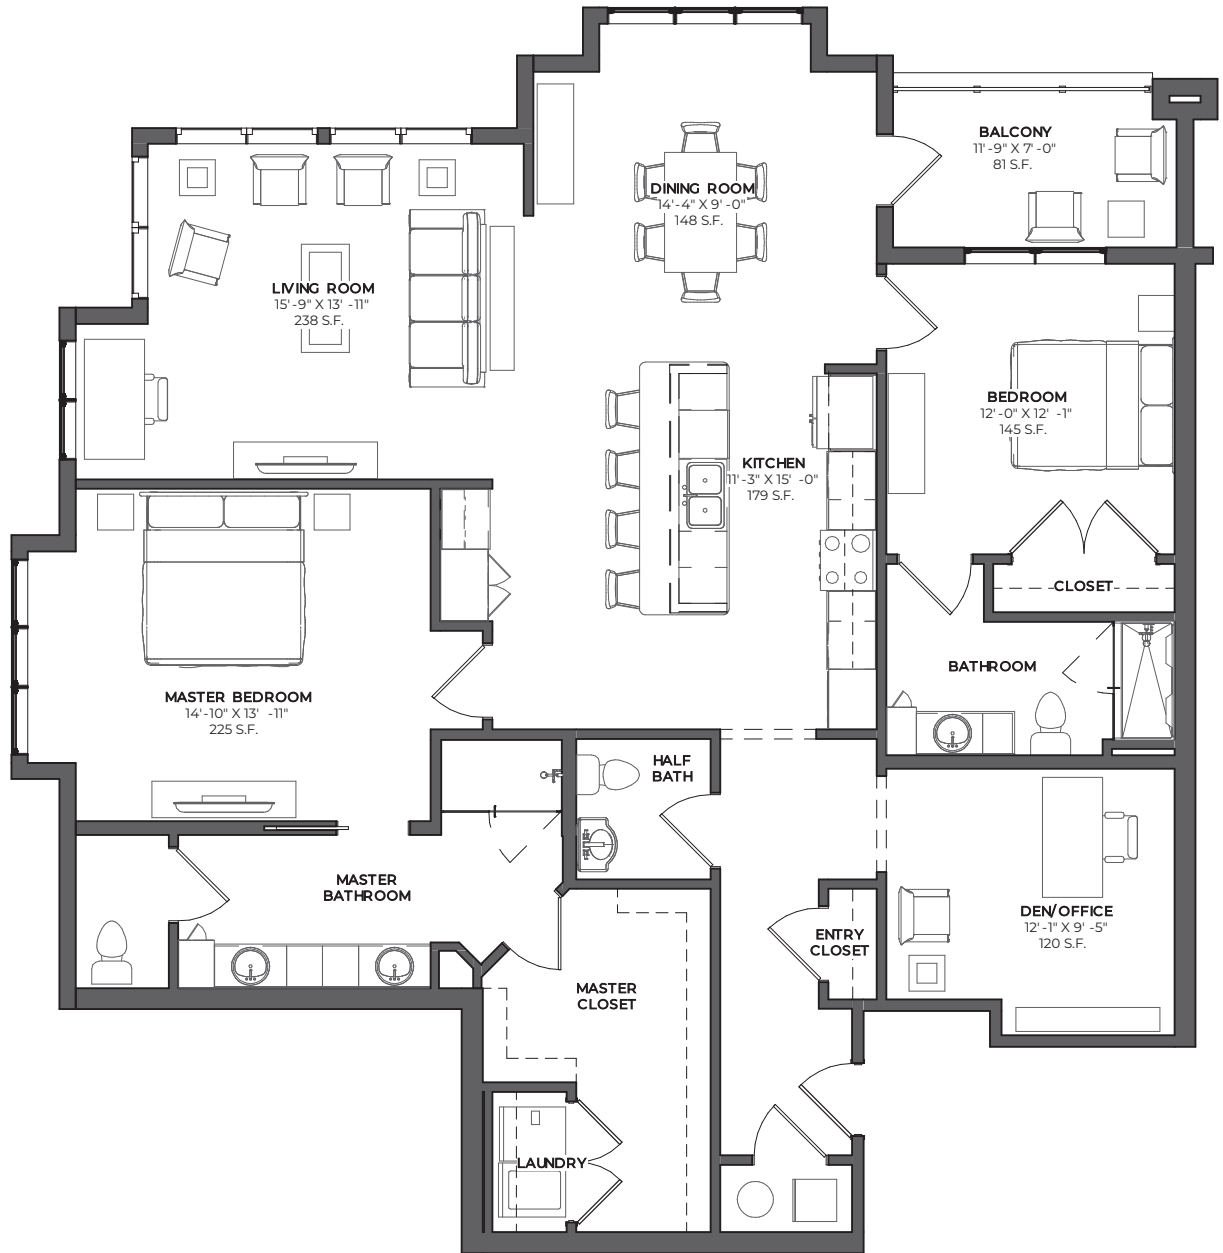 BALCONY
11'-9" X 7'-0"
81 S.F.
DINING ROOM
14'-4" X 9'-0"
148 S.F.
LIVING ROOM
15'-9" X 13'-11"
238 S.F.
BEDROOM
12'-0" X 12'-1"
145 S.F.
KITCHEN
11'-3" X 15'-0"
179 S.F.
CLOSET
BATHROOM
MASTER BEDROOM
14'-10" X 13'-11"
225 S.F.
HALF
BATH
MASTER
BATHROOM
DEN/OFFICE
12'-1" X 9'-5"
120 S.F.
ENTRY
CLOSET
MASTER
CLOSET
LAUNDRY